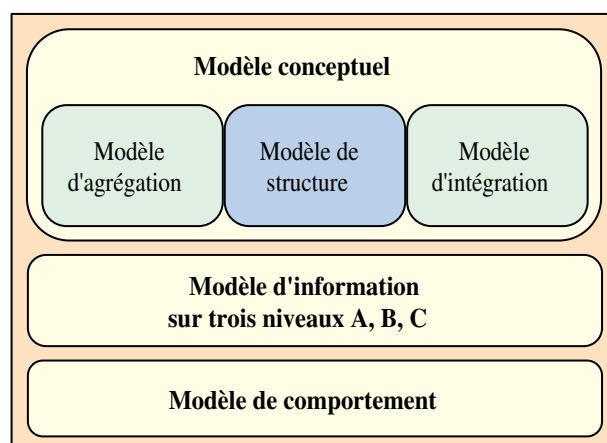 Modèle conceptuel
Modèle
d'agrégation
Modèle de
structure
Modèle
d'intégration
Modèle d'information
sur trois niveaux A, B, C
Modèle de comportement